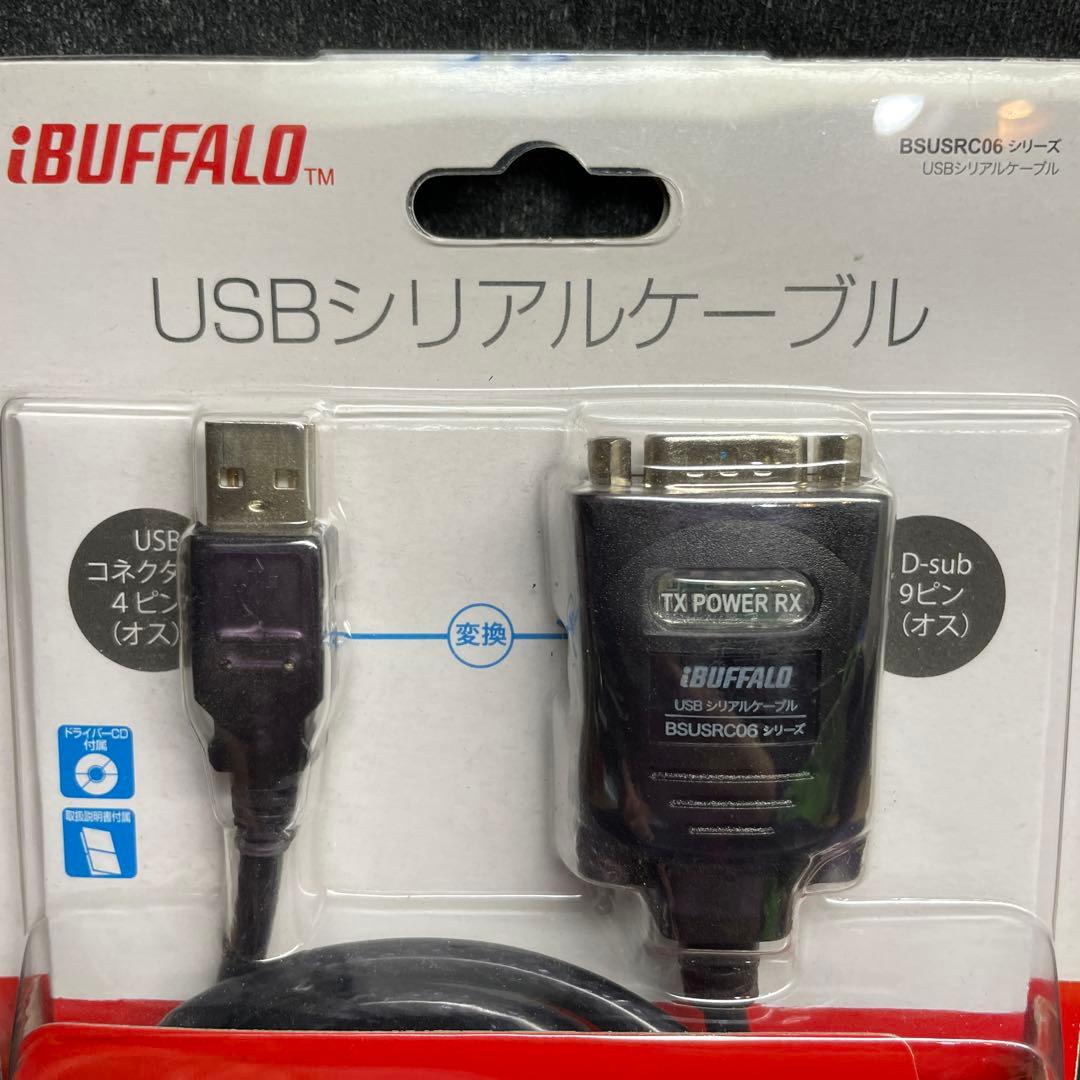 iBUFFALO™
BSUSRC06 シリーズ
USBシリアルケーブル
USBシリアルケーブル
USB
コネクタ
4ピン
(オス)
変換
D-sub
9ピン
(オス)
TX POWER RX
iBUFFALO
USB シリアルケーブル
BSUSRC06 シリーズ
ドライバーCD
付属
取扱説明書付属